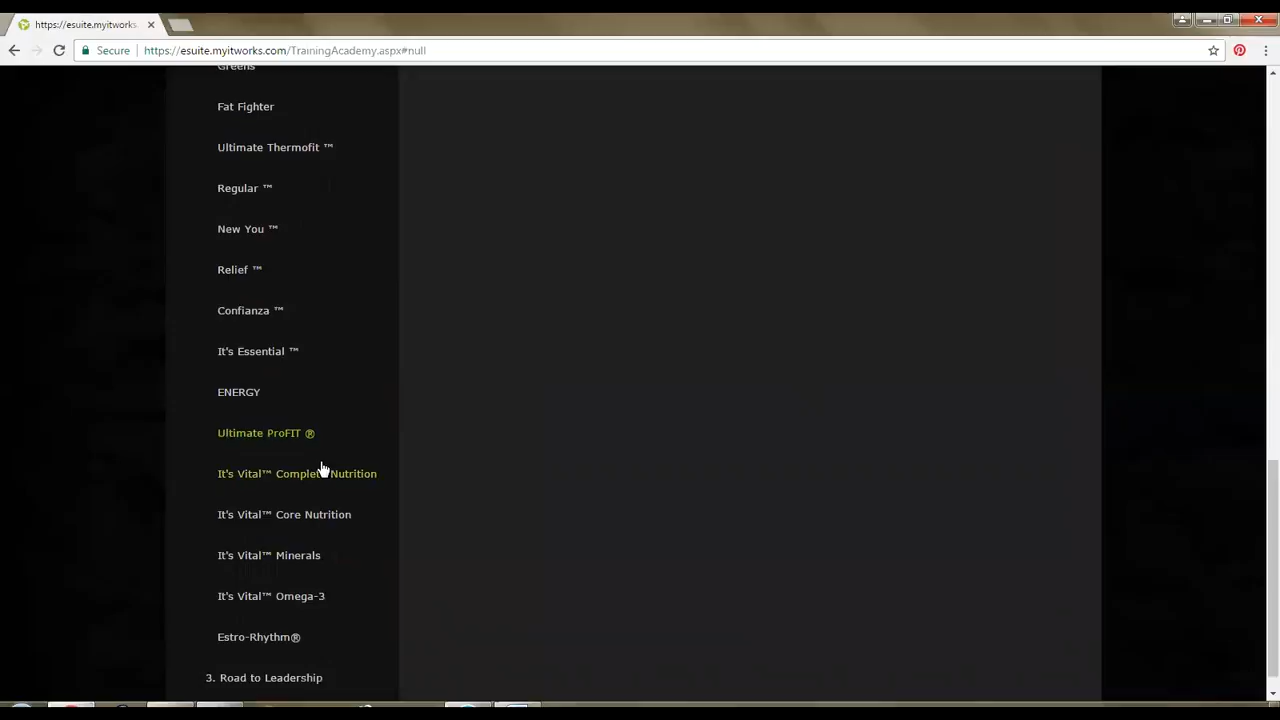 https://esuite.myitworks
Secure
https://esuite.myitworks.com/TrainingAcademy.aspx#null
Greens
Fat Fighter
Ultimate Thermofit ™
Regular ™
New You ™
Relief ™
Confianza ™
It's Essential ™
ENERGY
Ultimate ProFIT ®
It's Vital™ Complete Nutrition
It's Vital™ Core Nutrition
It's Vital™ Minerals
It's Vital™ Omega-3
Estro-Rhythm®
3. Road to Leadership